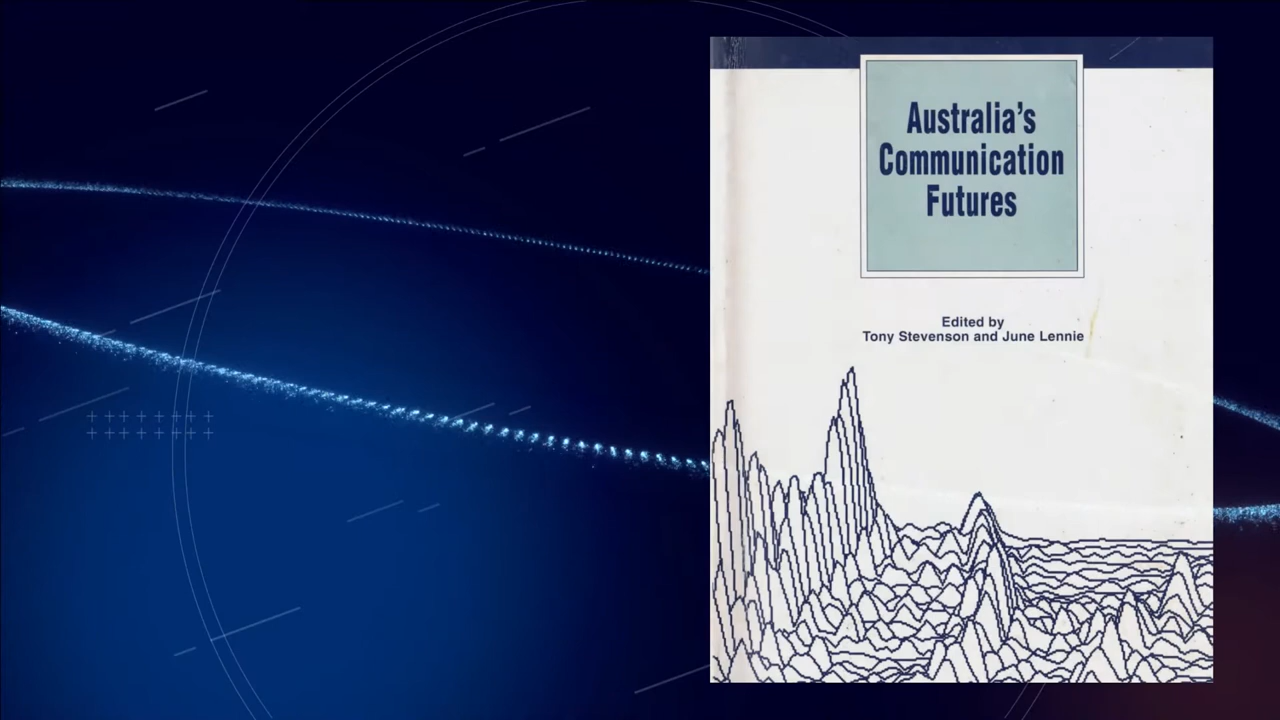 Australia's
Communication
Futures
Edited by
Tony Stevenson and June Lennie